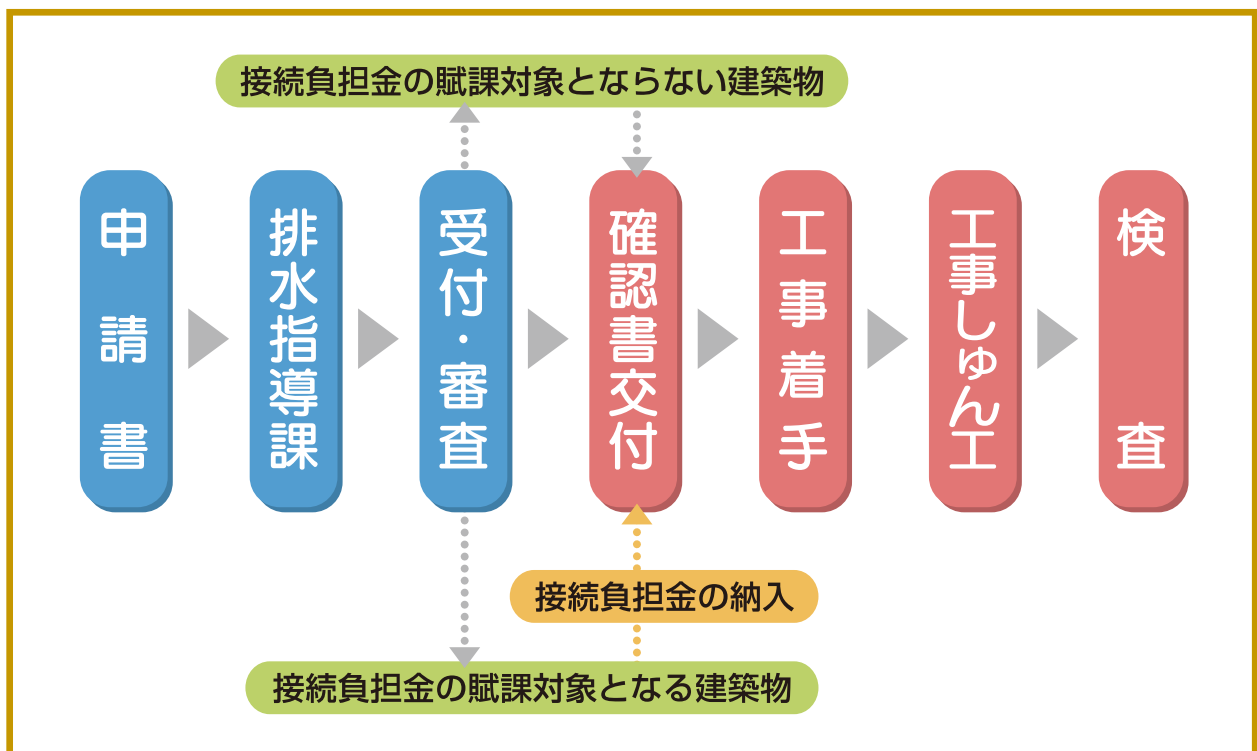 接続負担金の賦課対象とならない建築物
申請書
排水指導課
受付・審査
確認書交付
工事着手
工事しゅん工
検査
接続負担金の納入
接続負担金の賦課対象となる建築物